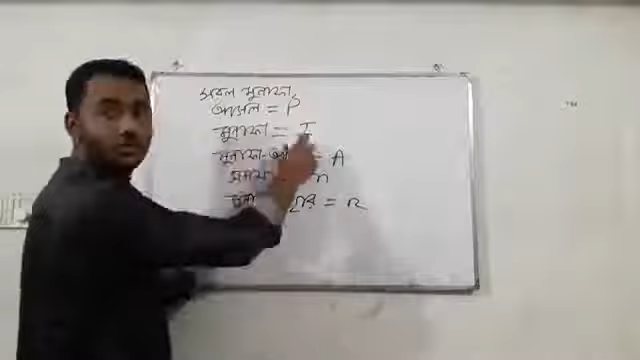 সরল মুনাফা,
আসল = P
মুনাফা = I
মুনাফা-আ = A
সময় n
হার = r